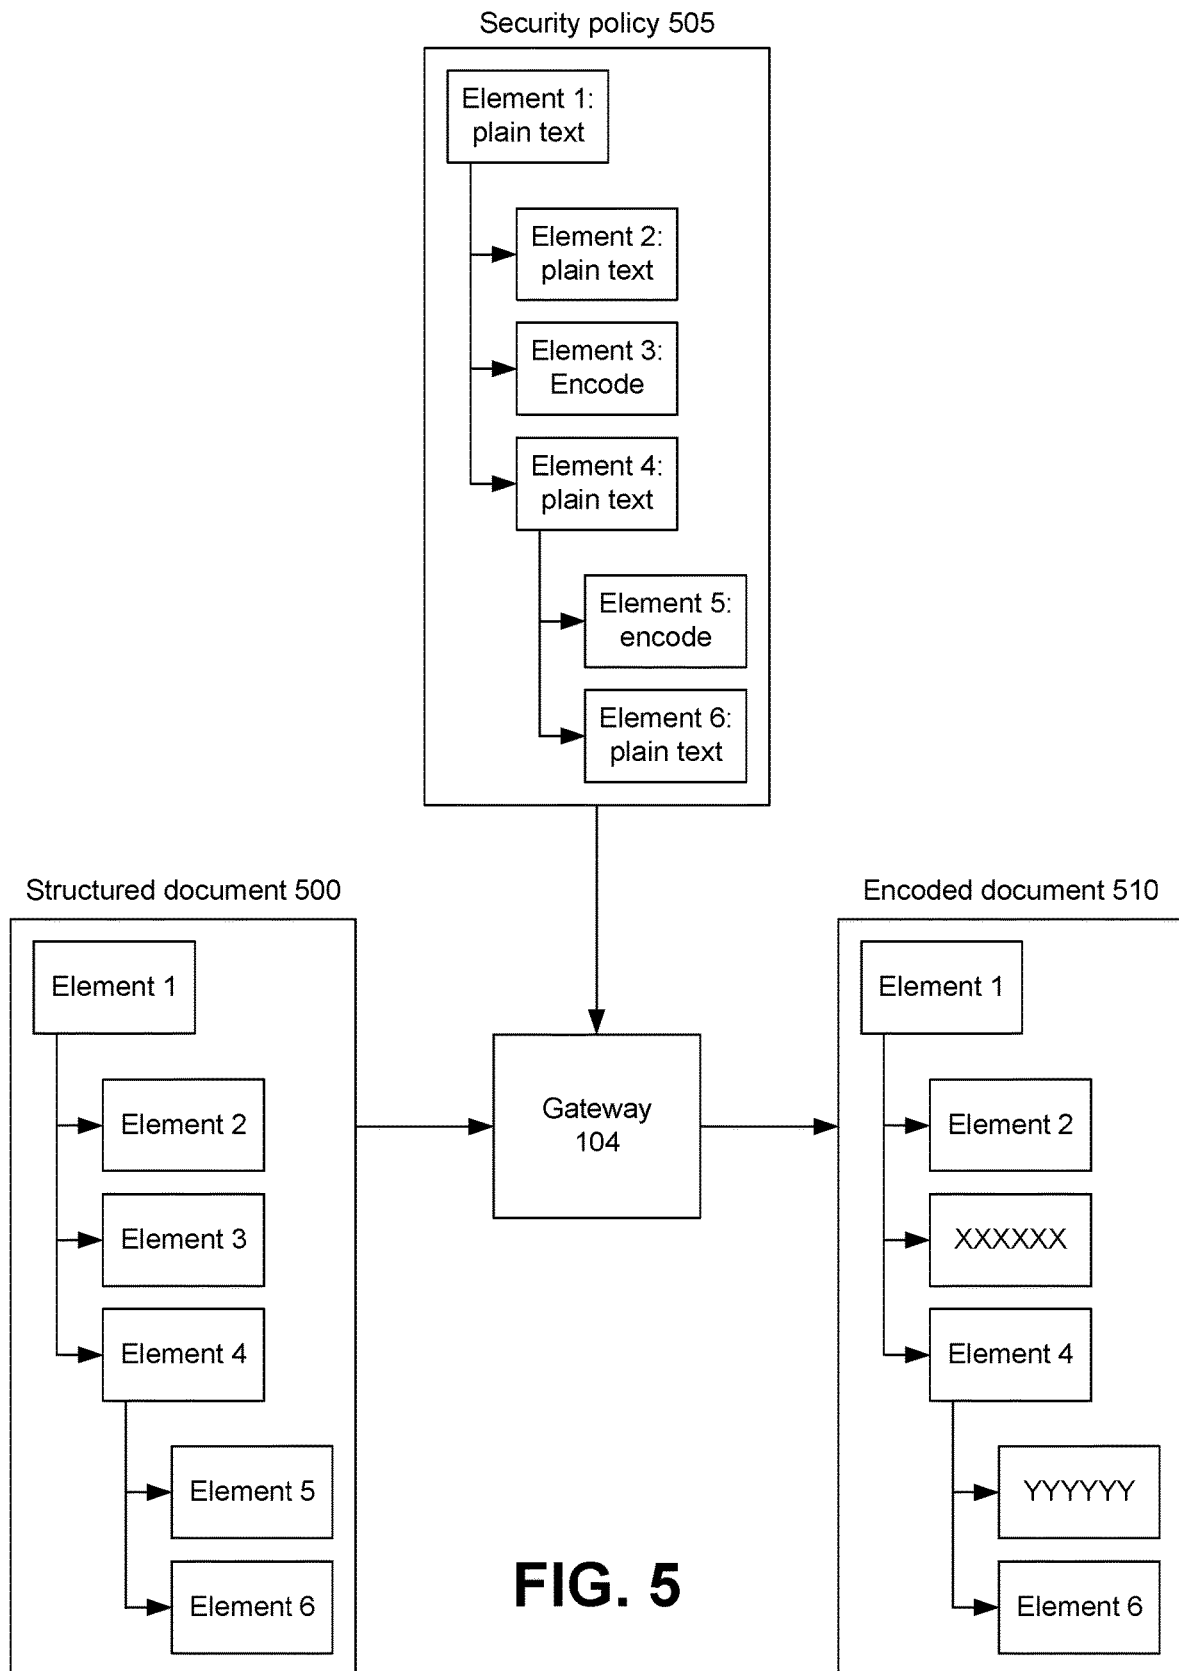 Security policy 505
Element 1:
plain text
Element 2:
plain text
Element 3:
Encode
Element 4:
plain text
Element 5:
encode
Element 6:
plain text
Structured document 500
Element 1
Element 2
Element 3
Element 4
Element 5
Element 6
Gateway
104
Encoded document 510
Element 1
Element 2
XXXXXX
Element 4
YYYYYY
Element 6
FIG. 5